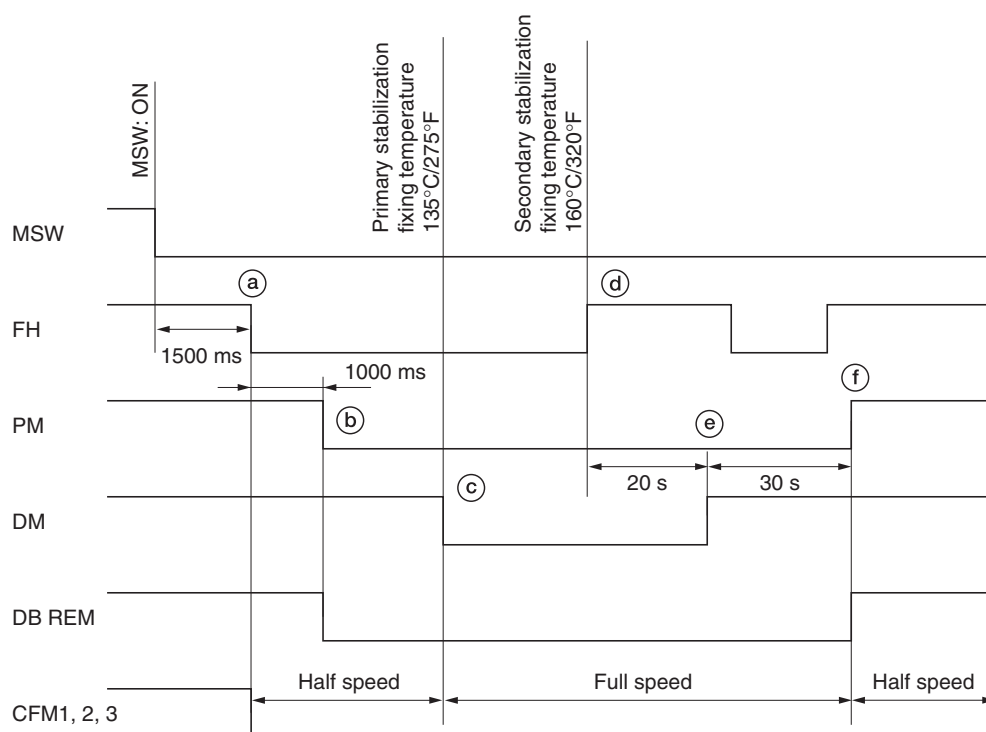 MSW: ON
Primary stabilization
fixing temperature
135°C/275°F
Secondary stabilization
fixing temperature
160°C/320°F
MSW
a
d
FH
1500 ms
1000 ms
f
PM
b
e
20 s
30 s
c
DM
DB REM
Half speed
Full speed
Half speed
CFM1, 2, 3